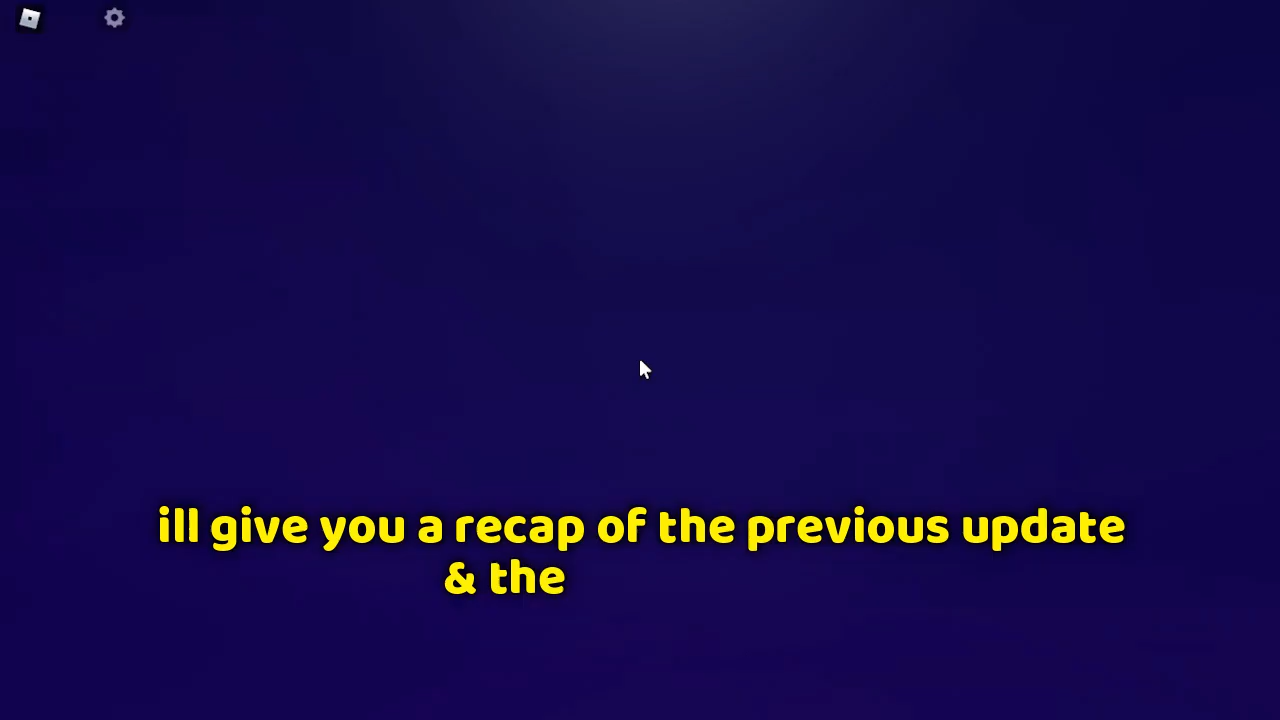 ill give you a recap of the previous update
& the